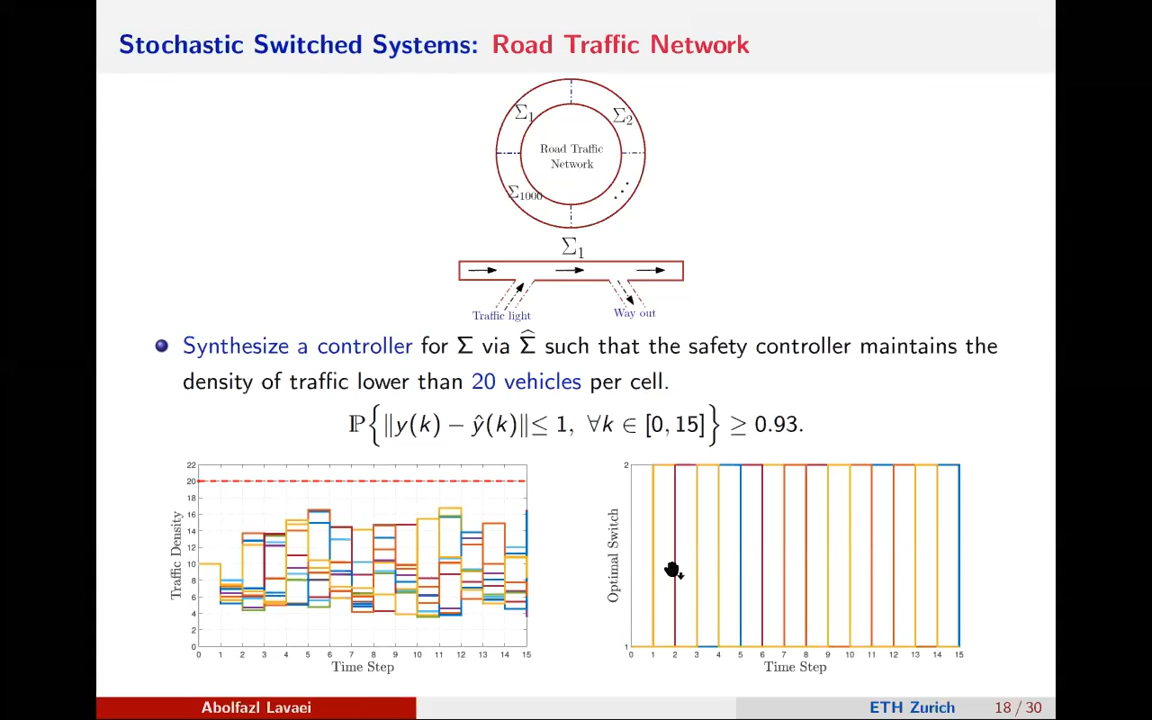 Stochastic Switched Systems: Road Traffic Network
Σ1
Σ2
Road Traffic
Network
Σ1000
Σ1
Traffic light
Way out
Synthesize a controller for Σ via Σ̂ such that the safety controller maintains the
density of traffic lower than 20 vehicles per cell.
ℙ{‖y(k) − ŷ(k)‖≤ 1, ∀k ∈ [0, 15]} ≥ 0.93.
Traffic Density
22
20
18
16
14
12
10
8
6
4
2
0
0 1 2 3 4 5 6 7 8 9 10 11 12 13 14 15
Time Step
Optimal Switch
2
1
0 1 2 3 4 5 6 7 8 9 10 11 12 13 14 15
Time Step
Abolfazl Lavaei
ETH Zurich
18 / 30